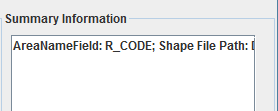 Summary Information
AreaNameField: R_CODE; Shape File Path: